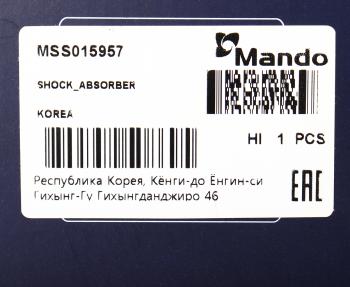 MSS015957
Mando
SHOCK_ABSORBER
KOREA
HI 1 PCS
Республика Корея, Кёнги-до Ёнгин-си
Гихынг-Гу Гихынгданджиро 46
EAC